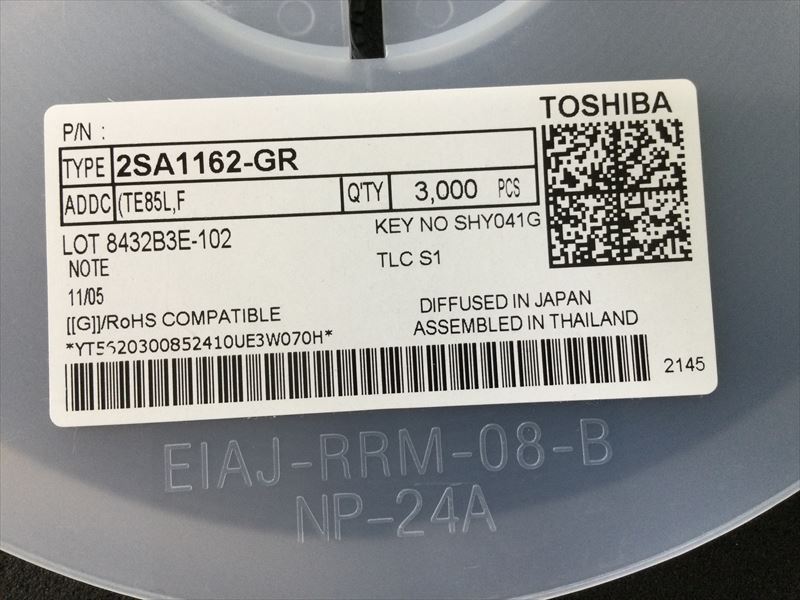 TOSHIBA
P/N :
TYPE 2SA1162-GR
ADDC (TE85L,F Q'TY 3,000 PCS
LOT 8432B3E-102 KEY NO SHY041G
NOTE TLC S1
11/05
[[G]]/RoHS COMPATIBLE DIFFUSED IN JAPAN
ASSEMBLED IN THAILAND
*YT5620300852410UE3W070H*
2145
EIAJ-RRM-08-B
NP-24A